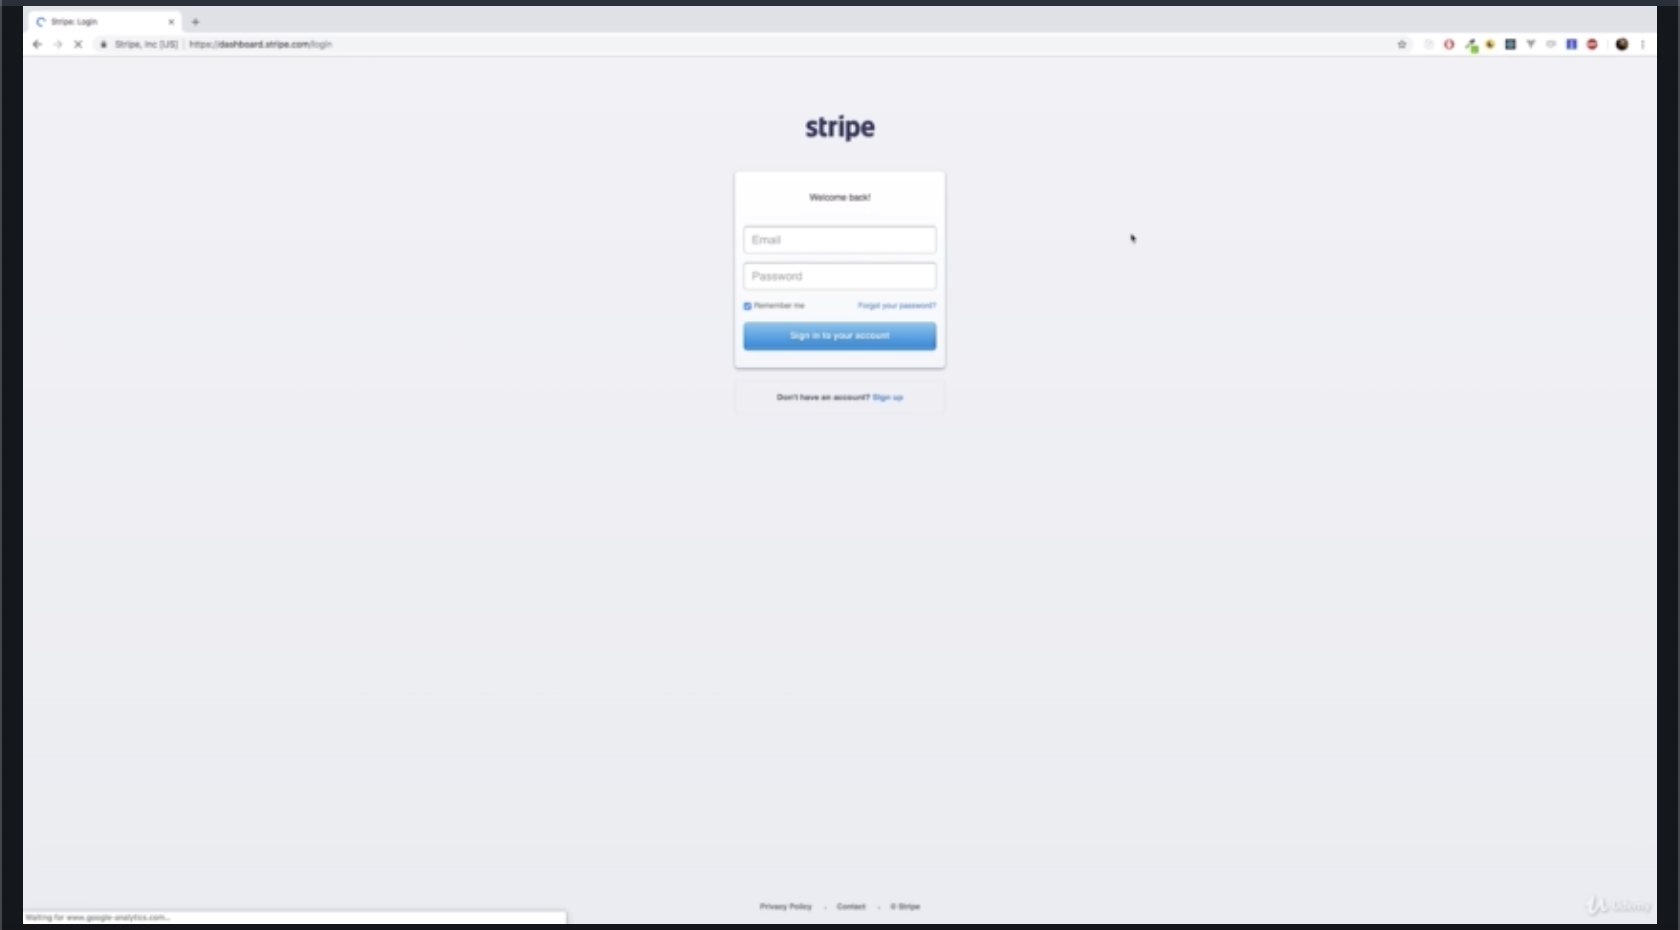 Stripe: Login
Stripe, Inc [US] | https://dashboard.stripe.com/login
stripe
Welcome back!
Email
Password
Remember me Forgot your password?
Sign in to your account
Don't have an account? Sign up
Privacy Policy Contact © Stripe
Waiting for www.google-analytics.com...
Udemy